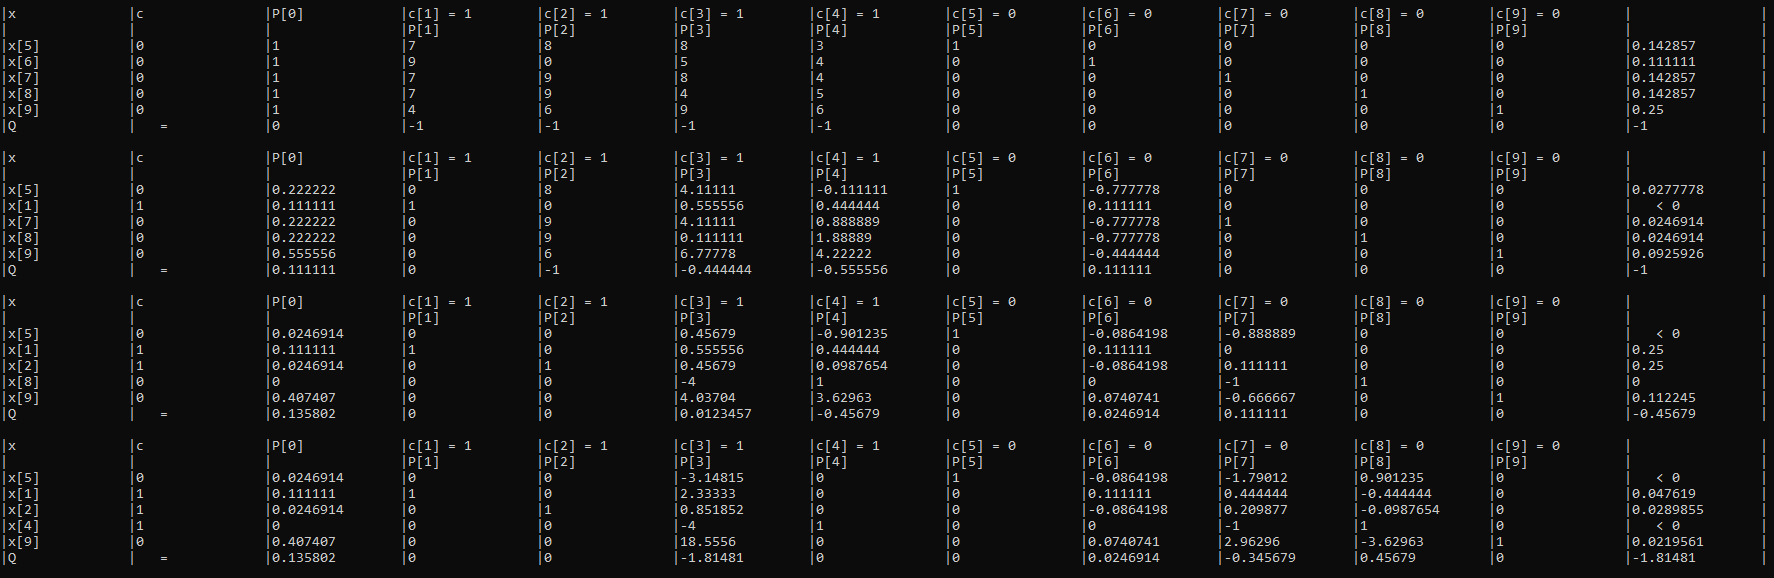 |x |c |P[0] |c[1] = 1 |c[2] = 1 |c[3] = 1 |c[4] = 1 |c[5] = 0 |c[6] = 0 |c[7] = 0 |c[8] = 0 |c[9] = 0 | |
| | | |P[1] |P[2] |P[3] |P[4] |P[5] |P[6] |P[7] |P[8] |P[9] | |
|x[5] |0 |1 |7 |8 |8 |3 |1 |0 |0 |0 |0 |0.142857 |
|x[6] |0 |1 |9 |0 |5 |4 |0 |1 |0 |0 |0 |0.111111 |
|x[7] |0 |1 |7 |9 |8 |4 |0 |0 |1 |0 |0 |0.142857 |
|x[8] |0 |1 |7 |9 |4 |5 |0 |0 |0 |1 |0 |0.142857 |
|x[9] |0 |1 |4 |6 |9 |6 |0 |0 |0 |0 |1 |0.25 |
|Q | = |0 |-1 |-1 |-1 |-1 |0 |0 |0 |0 |0 |-1 |
|x |c |P[0] |c[1] = 1 |c[2] = 1 |c[3] = 1 |c[4] = 1 |c[5] = 0 |c[6] = 0 |c[7] = 0 |c[8] = 0 |c[9] = 0 | |
| | | |P[1] |P[2] |P[3] |P[4] |P[5] |P[6] |P[7] |P[8] |P[9] | |
|x[5] |0 |0.222222 |0 |8 |4.11111 |-0.111111 |1 |-0.777778 |0 |0 |0 |0.0277778 |
|x[1] |1 |0.111111 |1 |0 |0.555556 |0.444444 |0 |0.111111 |0 |0 |0 | < 0 |
|x[7] |0 |0.222222 |0 |9 |4.11111 |0.888889 |0 |-0.777778 |1 |0 |0 |0.0246914 |
|x[8] |0 |0.222222 |0 |9 |0.111111 |1.88889 |0 |-0.777778 |0 |1 |0 |0.0246914 |
|x[9] |0 |0.555556 |0 |6 |6.77778 |4.22222 |0 |-0.444444 |0 |0 |1 |0.0925926 |
|Q | = |0.111111 |0 |-1 |-0.444444 |-0.555556 |0 |0.111111 |0 |0 |0 |-1 |
|x |c |P[0] |c[1] = 1 |c[2] = 1 |c[3] = 1 |c[4] = 1 |c[5] = 0 |c[6] = 0 |c[7] = 0 |c[8] = 0 |c[9] = 0 | |
| | | |P[1] |P[2] |P[3] |P[4] |P[5] |P[6] |P[7] |P[8] |P[9] | |
|x[5] |0 |0.0246914 |0 |0 |0.45679 |-0.901235 |1 |-0.0864198 |-0.888889 |0 |0 | < 0 |
|x[1] |1 |0.111111 |1 |0 |0.555556 |0.444444 |0 |0.111111 |0 |0 |0 |0.25 |
|x[2] |1 |0.0246914 |0 |1 |0.45679 |0.0987654 |0 |-0.0864198 |0.111111 |0 |0 |0.25 |
|x[8] |0 |0 |0 |0 |-4 |1 |0 |0 |-1 |1 |0 |0 |
|x[9] |0 |0.407407 |0 |0 |4.03704 |3.62963 |0 |0.0740741 |-0.666667 |0 |1 |0.112245 |
|Q | = |0.135802 |0 |0 |0.0123457 |-0.45679 |0 |0.0246914 |0.111111 |0 |0 |-0.45679 |
|x |c |P[0] |c[1] = 1 |c[2] = 1 |c[3] = 1 |c[4] = 1 |c[5] = 0 |c[6] = 0 |c[7] = 0 |c[8] = 0 |c[9] = 0 | |
| | | |P[1] |P[2] |P[3] |P[4] |P[5] |P[6] |P[7] |P[8] |P[9] | |
|x[5] |0 |0.0246914 |0 |0 |-3.14815 |0 |1 |-0.0864198 |-1.79012 |0.901235 |0 | < 0 |
|x[1] |1 |0.111111 |1 |0 |2.33333 |0 |0 |0.111111 |0.444444 |-0.444444 |0 |0.047619 |
|x[2] |1 |0.0246914 |0 |1 |0.851852 |0 |0 |-0.0864198 |0.209877 |-0.0987654 |0 |0.0289855 |
|x[4] |1 |0 |0 |0 |-4 |1 |0 |0 |-1 |1 |0 | < 0 |
|x[9] |0 |0.407407 |0 |0 |18.5556 |0 |0 |0.0740741 |2.96296 |-3.62963 |1 |0.0219561 |
|Q | = |0.135802 |0 |0 |-1.81481 |0 |0 |0.0246914 |-0.345679 |0.45679 |0 |-1.81481 |